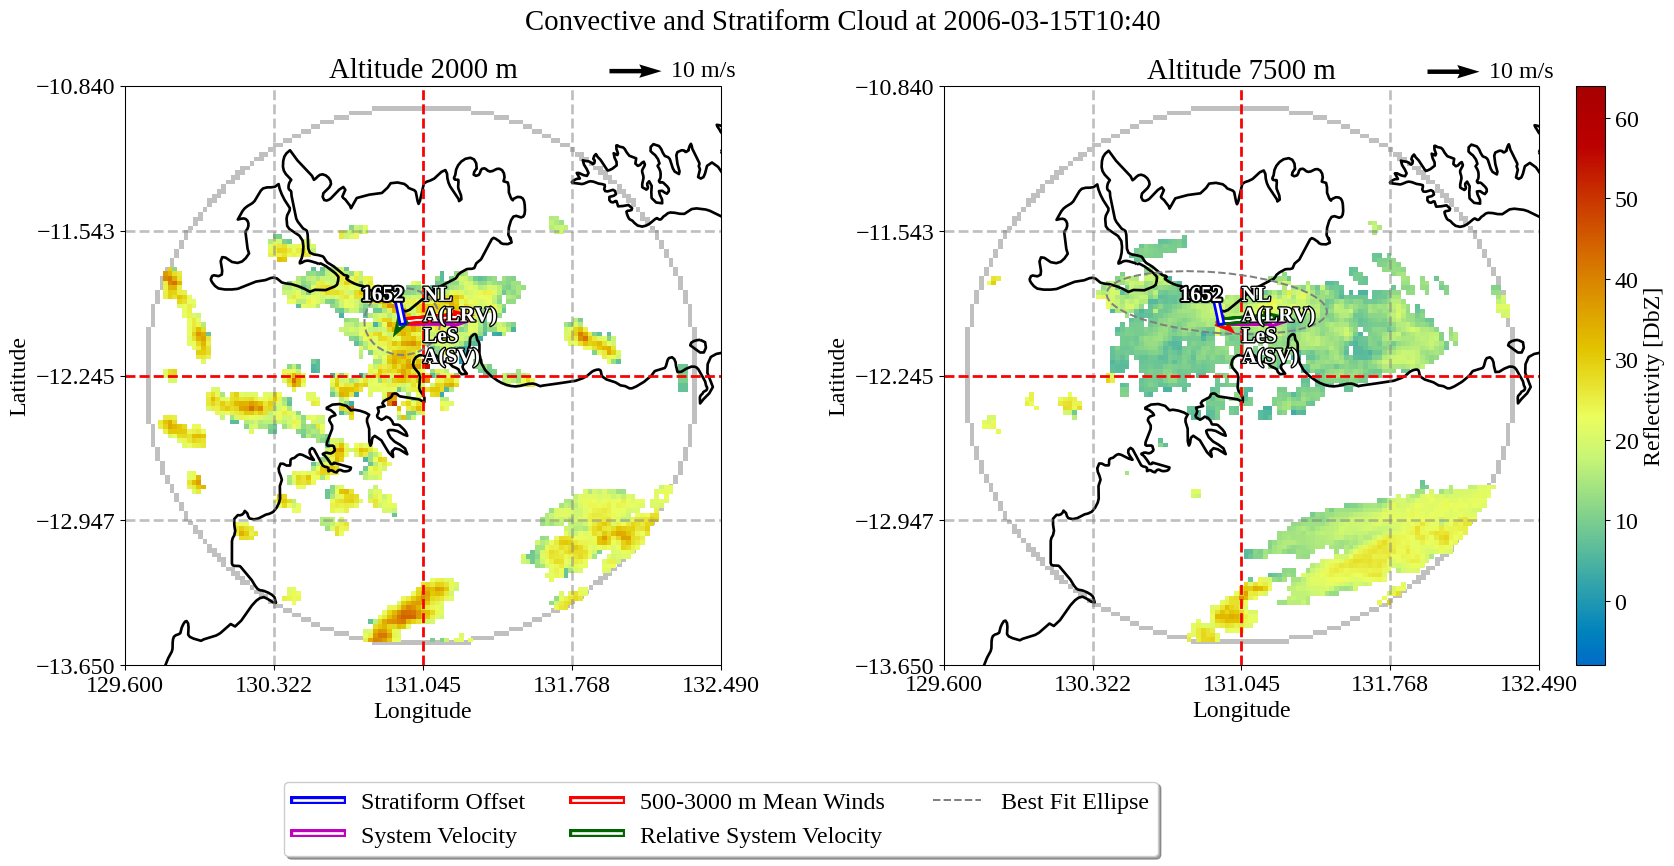 Convective and Stratiform Cloud at 2006-03-15T10:40
Altitude 2000 m
10 m/s
Altitude 7500 m
10 m/s
−10.840
−11.543
−12.245
−12.947
−13.650
Latitude
129.600
130.322
131.045
131.768
132.490
Longitude
1652
NL
A(LRV)
LeS
A(SV)
−10.840
−11.543
−12.245
−12.947
−13.650
Latitude
129.600
130.322
131.045
131.768
132.490
Longitude
1652
NL
A(LRV)
LeS
A(SV)
60
50
40
30
20
10
0
Reflectivity [DbZ]
Stratiform Offset
System Velocity
500-3000 m Mean Winds
Relative System Velocity
Best Fit Ellipse